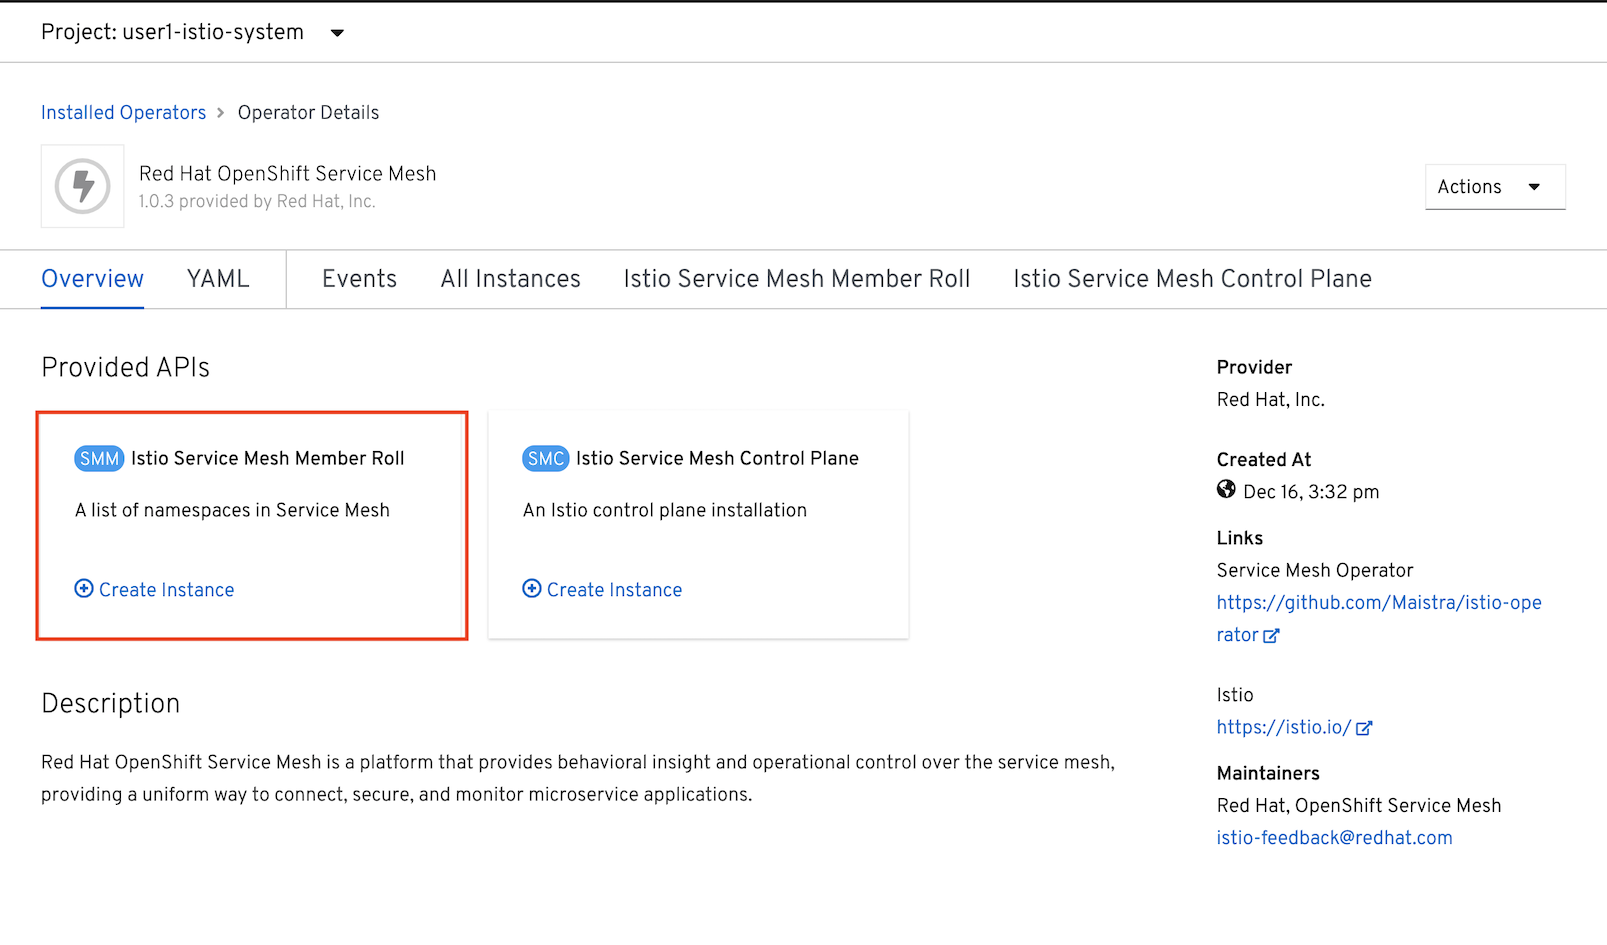 Project: user1-istio-system
Installed Operators > Operator Details
Red Hat OpenShift Service Mesh
1.0.3 provided by Red Hat, Inc.
Actions
Overview YAML Events All Instances Istio Service Mesh Member Roll Istio Service Mesh Control Plane
Provided APIs
SMM Istio Service Mesh Member Roll
A list of namespaces in Service Mesh
Create Instance
SMC Istio Service Mesh Control Plane
An Istio control plane installation
Create Instance
Description
Red Hat OpenShift Service Mesh is a platform that provides behavioral insight and operational control over the service mesh,
providing a uniform way to connect, secure, and monitor microservice applications.
Provider
Red Hat, Inc.
Created At
Dec 16, 3:32 pm
Links
Service Mesh Operator
https://github.com/Maistra/istio-ope
rator
Istio
https://istio.io/
Maintainers
Red Hat, OpenShift Service Mesh
istio-feedback@redhat.com